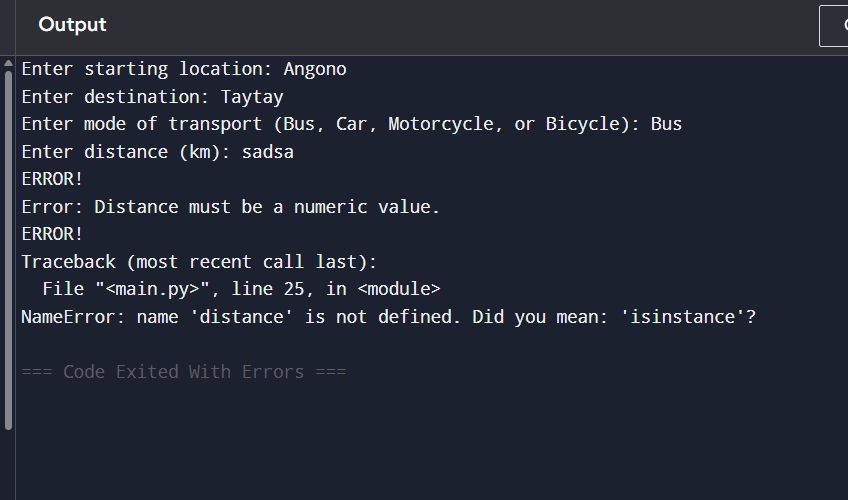 Output
Enter starting location: Angono
Enter destination: Taytay
Enter mode of transport (Bus, Car, Motorcycle, or Bicycle): Bus
Enter distance (km): sadsa
ERROR!
Error: Distance must be a numeric value.
ERROR!
Traceback (most recent call last):
  File "<main.py>", line 25, in <module>
NameError: name 'distance' is not defined. Did you mean: 'isinstance'?
=== Code Exited With Errors ===